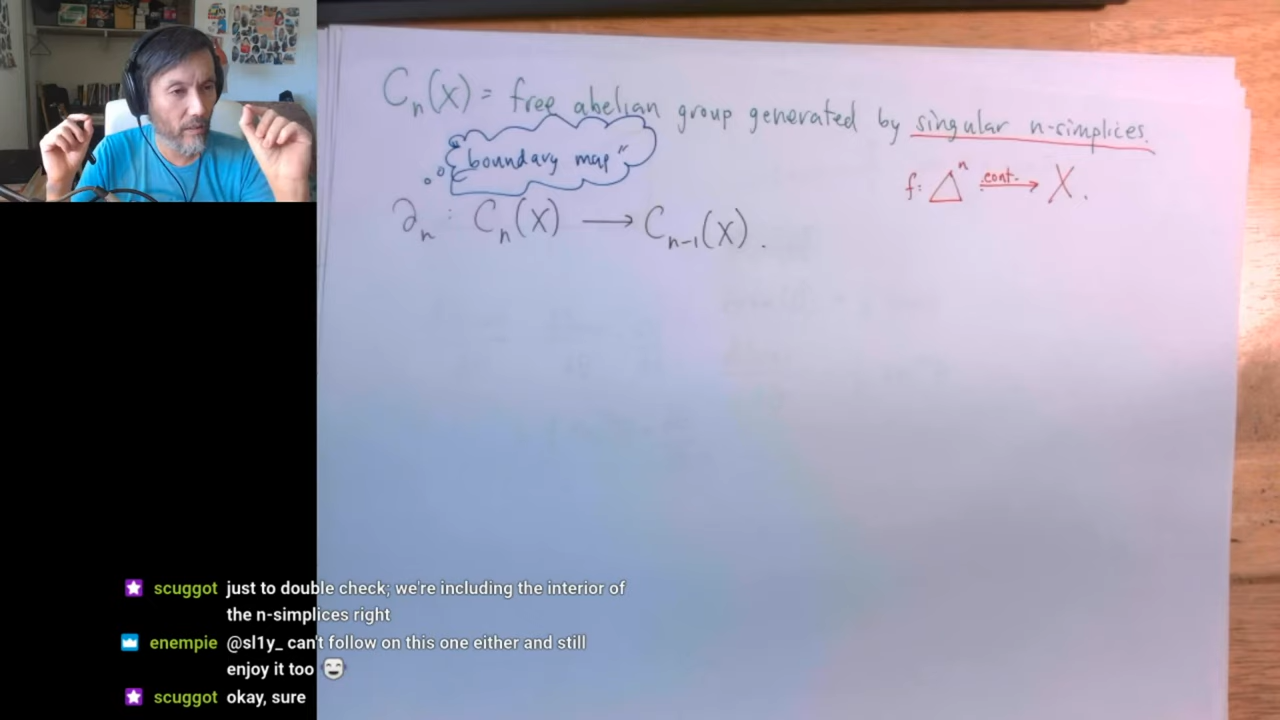 Cₙ(X) = free abelian group generated by singular n-simplices.
"boundary map"
f: Δⁿ cont. → X.
∂ₙ : Cₙ(X) → Cₙ₋₁(X).
scuggot just to double check; we're including the interior of
the n-simplices right
enempie @sl1y_ can't follow on this one either and still
enjoy it too
scuggot okay, sure